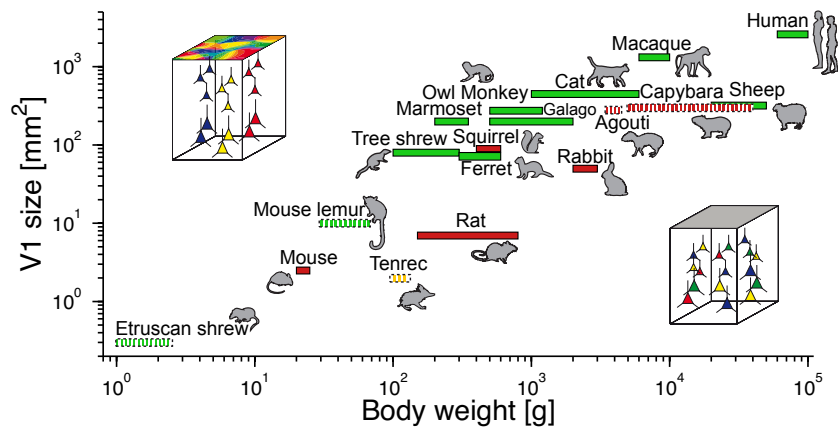 Human
10³
Macaque
Cat
Owl Monkey
Capybara Sheep
Marmoset
Galago
Agouti
V1 size [mm²]
10²
Tree shrew
Squirrel
Ferret
Rabbit
Mouse lemur
10¹
Rat
Mouse
Tenrec
10⁰
Etruscan shrew
10⁰ 10¹ 10² 10³ 10⁴ 10⁵
Body weight [g]